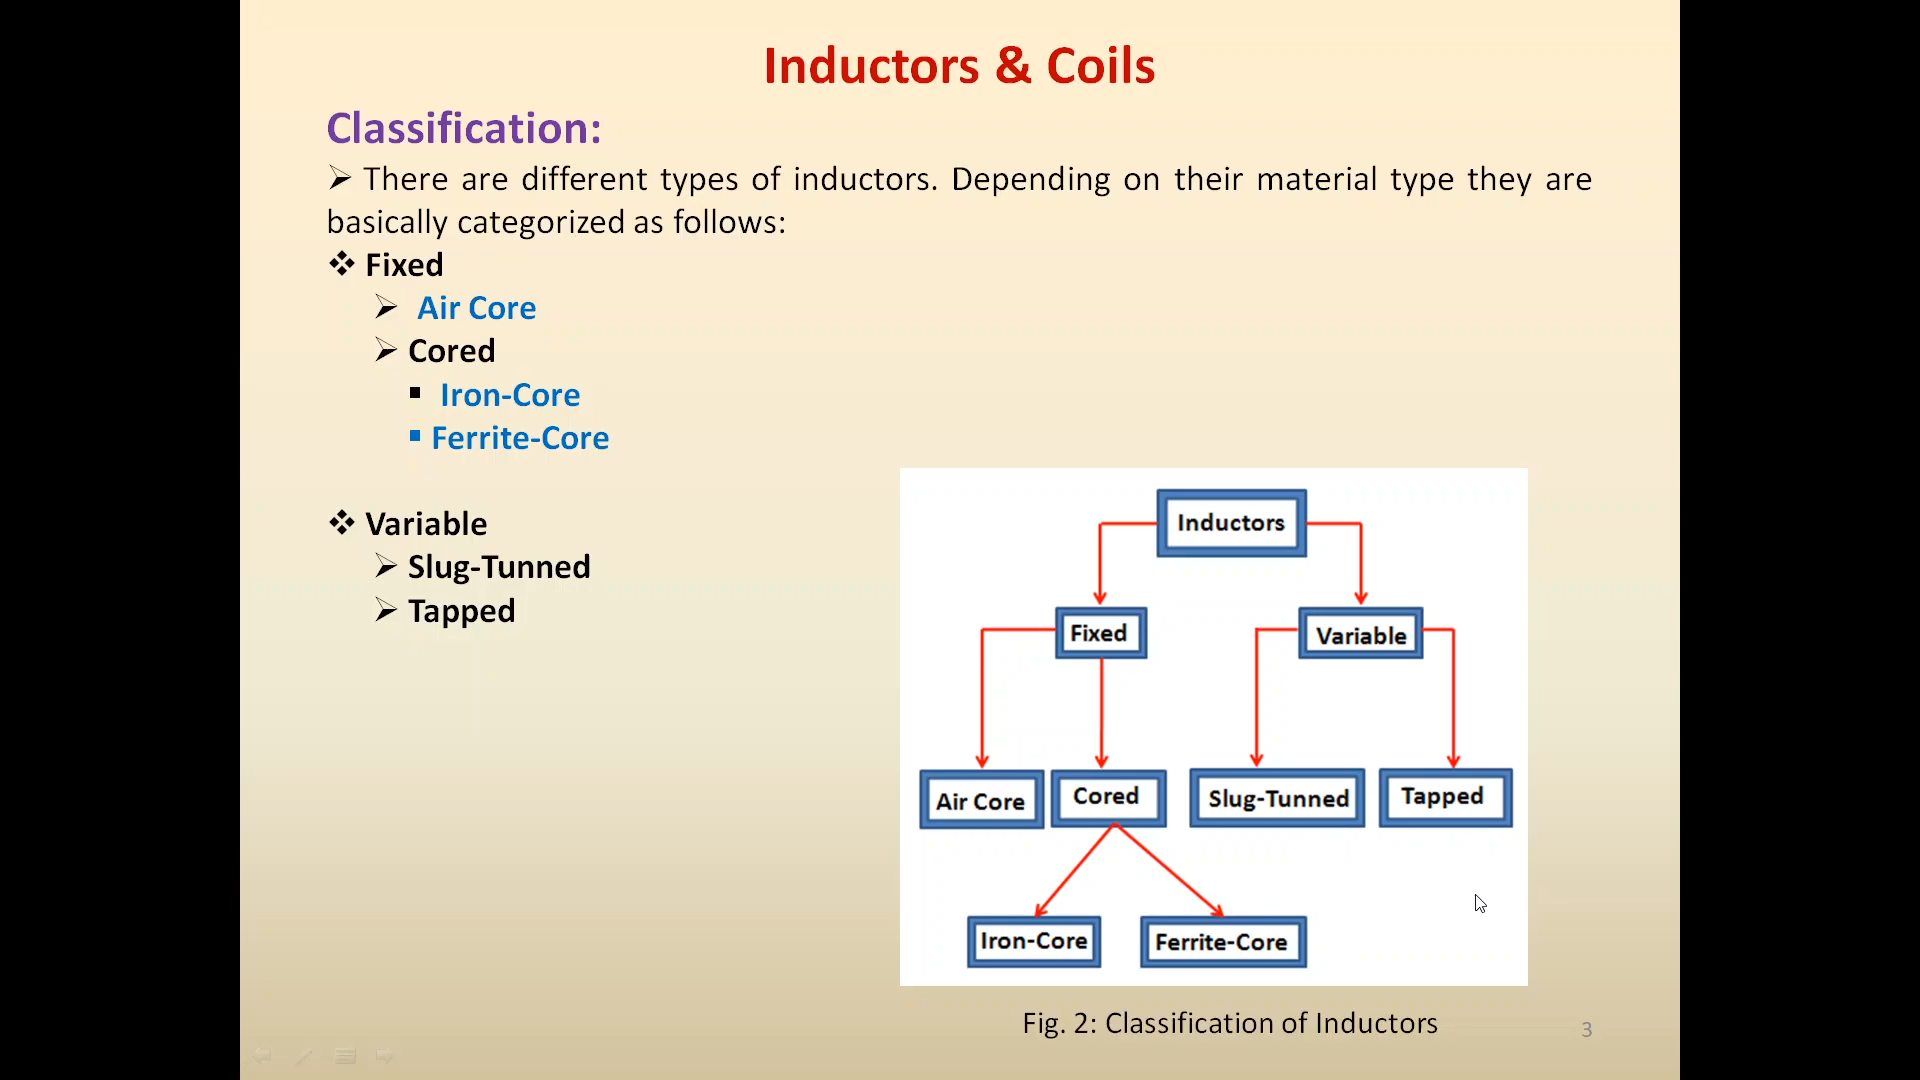 Inductors & Coils
Classification:
➢ There are different types of inductors. Depending on their material type they are
basically categorized as follows:
❖ Fixed
➢ Air Core
➢ Cored
▪ Iron-Core
▪ Ferrite-Core
❖ Variable
➢ Slug-Tunned
➢ Tapped
Inductors
Fixed
Variable
Air Core
Cored
Slug-Tunned
Tapped
Iron-Core
Ferrite-Core
Fig. 2: Classification of Inductors
3